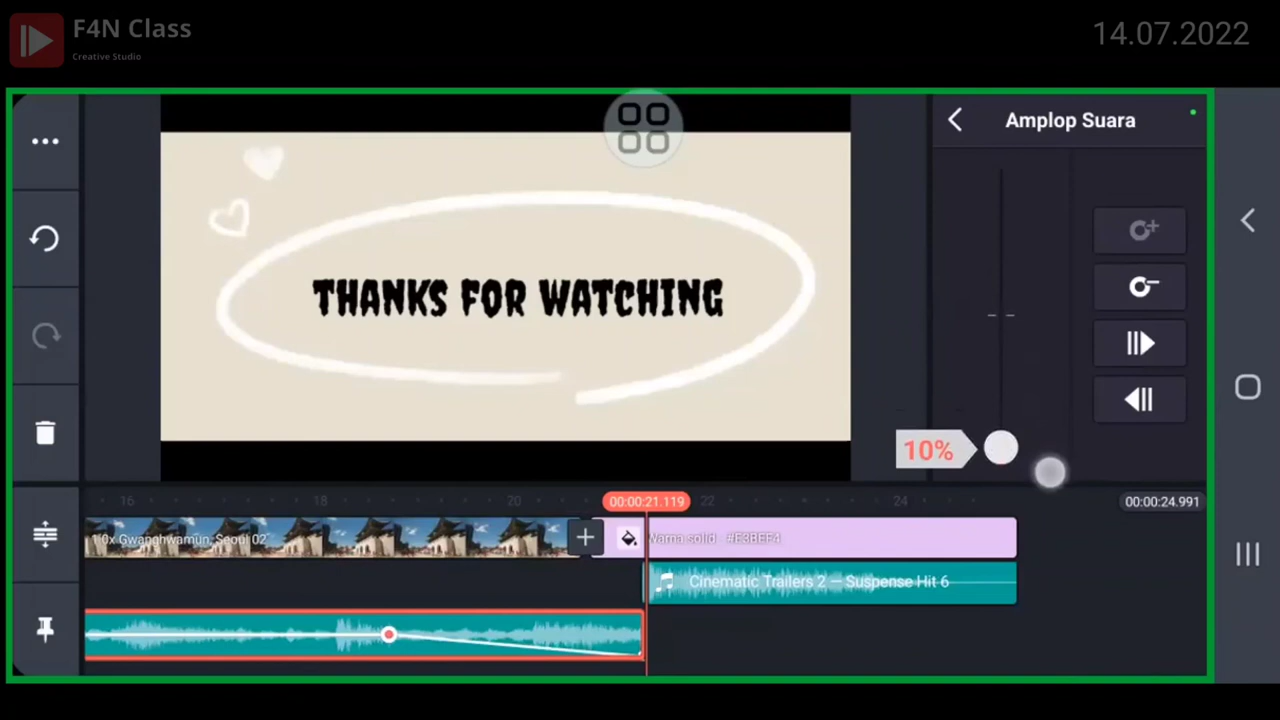 F4N Class
Creative Studio
14.07.2022
Amplop Suara
THANKS FOR WATCHING
10%
16
18
20
00:00:21.119
22
24
00:00:24.991
1.0x Gwanghwamun, Seoul 02
Warna solid - #E3BEF4
Cinematic Trailers 2 — Suspense Hit 6